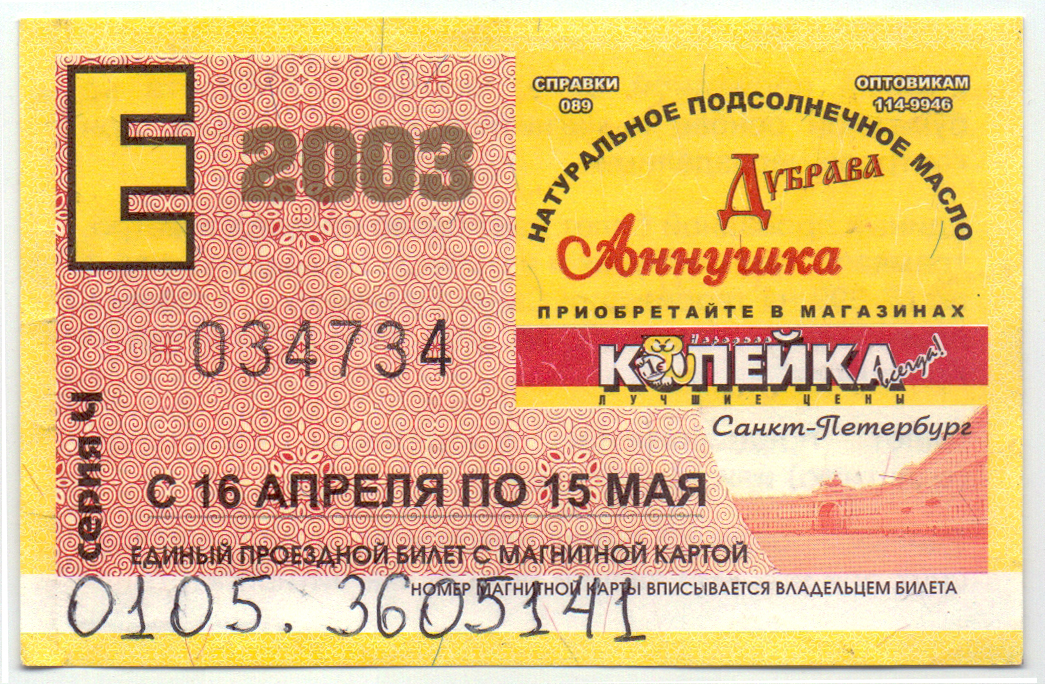 Е
2003
034734
серия Ч
С 16 АПРЕЛЯ ПО 15 МАЯ
ЕДИНЫЙ ПРОЕЗДНОЙ БИЛЕТ С МАГНИТНОЙ КАРТОЙ
НОМЕР МАГНИТНОЙ КАРТЫ ВПИСЫВАЕТСЯ ВЛАДЕЛЬЦЕМ БИЛЕТА
0105. 3605141
СПРАВКИ
089
ОПТОВИКАМ
114-9946
НАТУРАЛЬНОЕ ПОДСОЛНЕЧНОЕ МАСЛО
ДУБРАВА
Аннушка
ПРИОБРЕТАЙТЕ В МАГАЗИНАХ
Народная
КОПЕЙКА
всегда!
ЛУЧШИЕ ЦЕНЫ
Санкт-Петербург